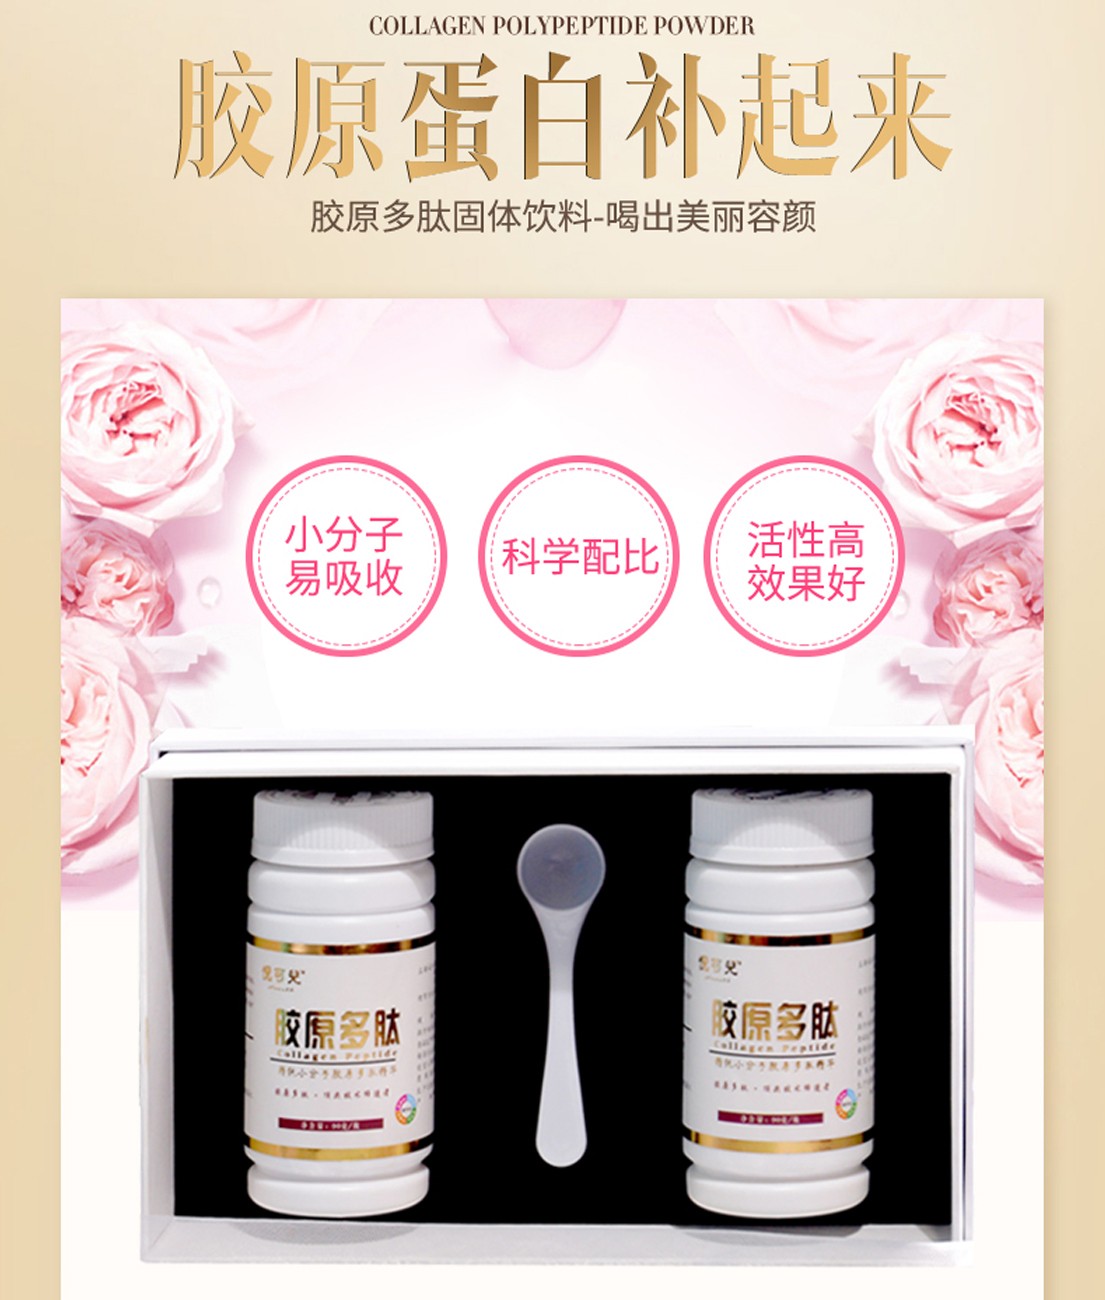 COLLAGEN POLYPEPTIDE POWDER
胶原蛋白补起来
胶原多肽固体饮料-喝出美丽容颜
小分子
易吸收
科学配比
活性高
效果好
胶原多肽
Collagen Peptide
胶原多肽
Collagen Peptide